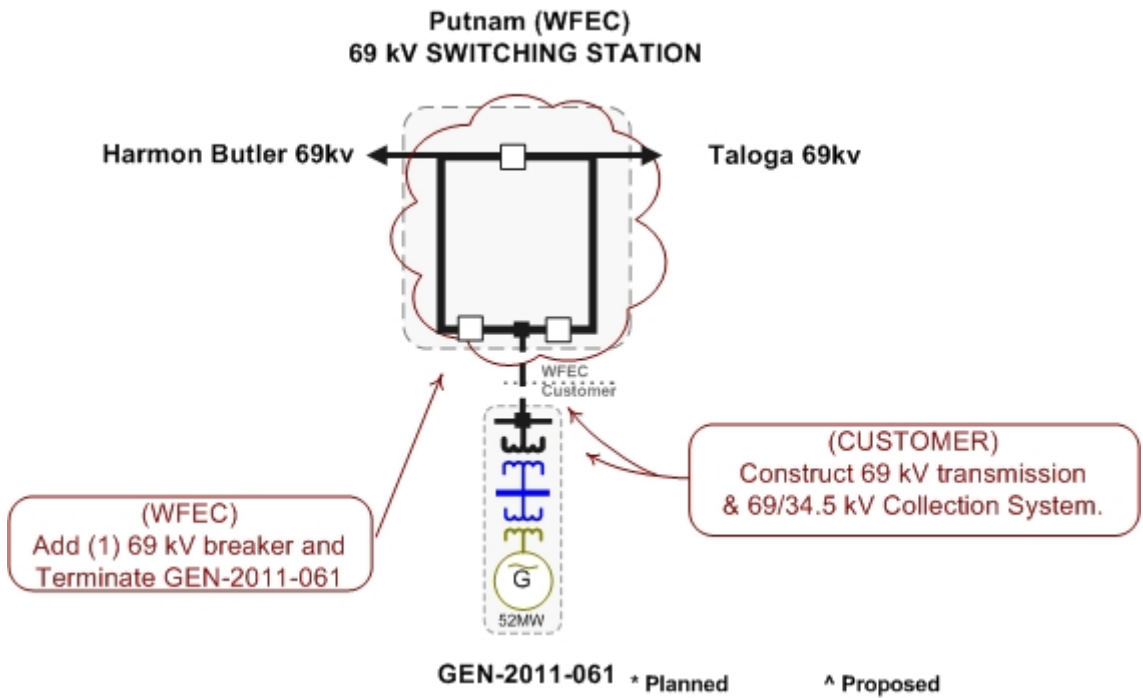 Putnam (WFEC)
69 kV SWITCHING STATION
Harmon Butler 69kv
Taloga 69kv
WFEC
Customer
(CUSTOMER)
Construct 69 kV transmission
& 69/34.5 kV Collection System.
(WFEC)
Add (1) 69 kV breaker and
Terminate GEN-2011-061
G
52MW
GEN-2011-061 * Planned ^ Proposed